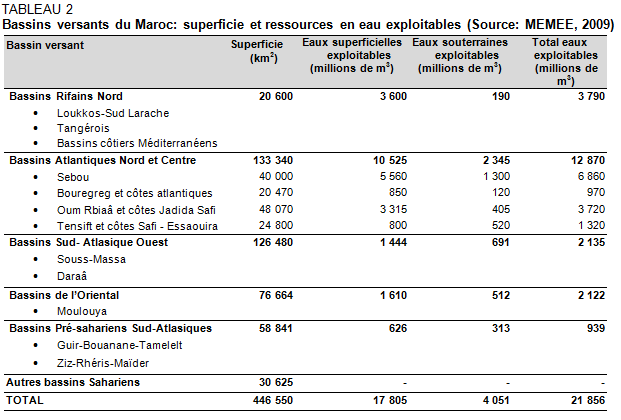 TABLEAU 2
Bassins versants du Maroc: superficie et ressources en eau exploitables (Source: MEMEE, 2009)
Bassin versant Superficie (km²) Eaux superficielles exploitables (millions de m³) Eaux souterraines exploitables (millions de m³) Total eaux exploitables (millions de m³)
Bassins Rifains Nord 20 600 3 600 190 3 790
• Loukkos-Sud Larache
• Tangérois
• Bassins côtiers Méditerranéens
Bassins Atlantiques Nord et Centre 133 340 10 525 2 345 12 870
• Sebou 40 000 5 560 1 300 6 860
• Bouregreg et côtes atlantiques 20 470 850 120 970
• Oum Rbiaâ et côtes Jadida Safi 48 070 3 315 405 3 720
• Tensift et côtes Safi - Essaouira 24 800 800 520 1 320
Bassins Sud- Atlasique Ouest 126 480 1 444 691 2 135
• Souss-Massa
• Daraâ
Bassins de l'Oriental 76 664 1 610 512 2 122
• Moulouya
Bassins Pré-sahariens Sud-Atlasiques 58 841 626 313 939
• Guir-Bouanane-Tamelelt
• Ziz-Rhéris-Maïder
Autres bassins Sahariens 30 625 - - -
TOTAL 446 550 17 805 4 051 21 856